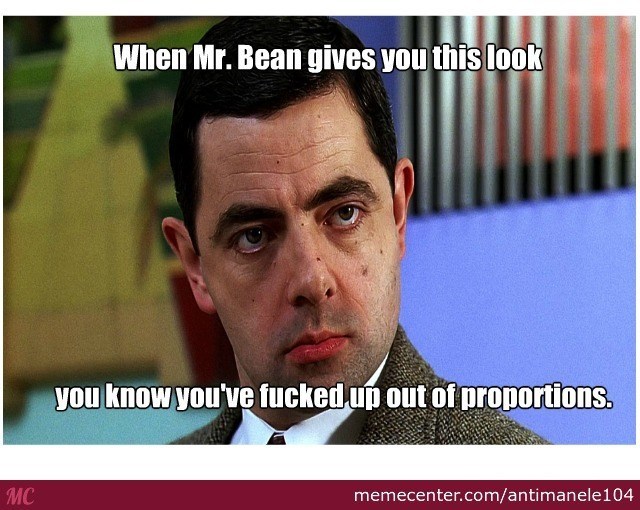 When Mr. Bean gives you this look
you know you've fucked up out of proportions.
MC
memecenter.com/antimanele104